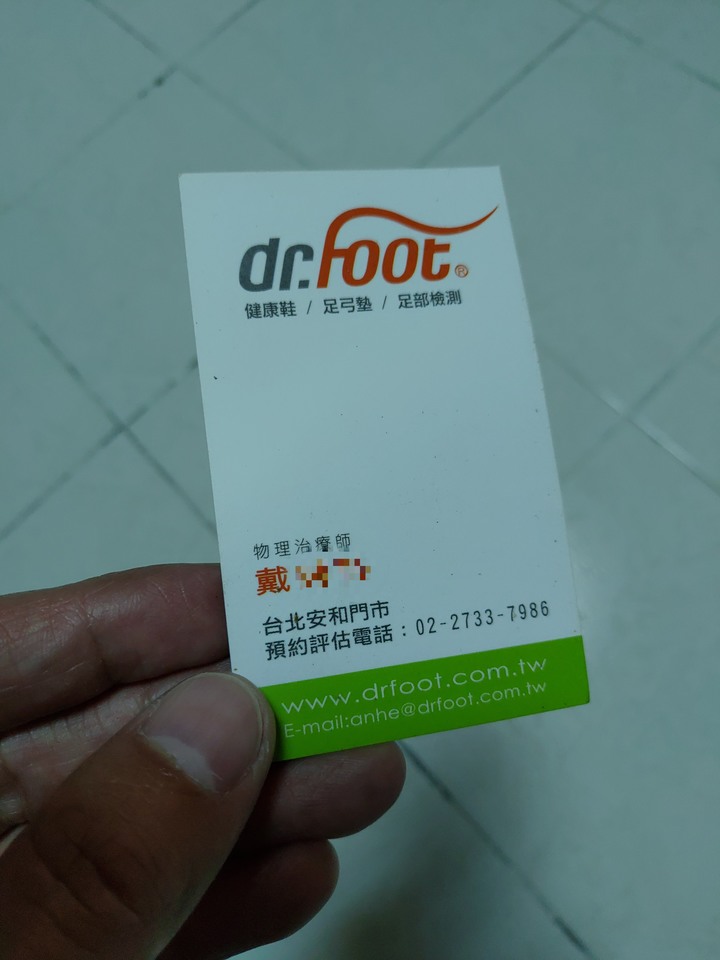 dr.foot®
健康鞋 / 足弓墊 / 足部檢測
物理治療師
戴
台北安和門市
預約評估電話：02-2733-7986
www.drfoot.com.tw
E-mail:anhe@drfoot.com.tw